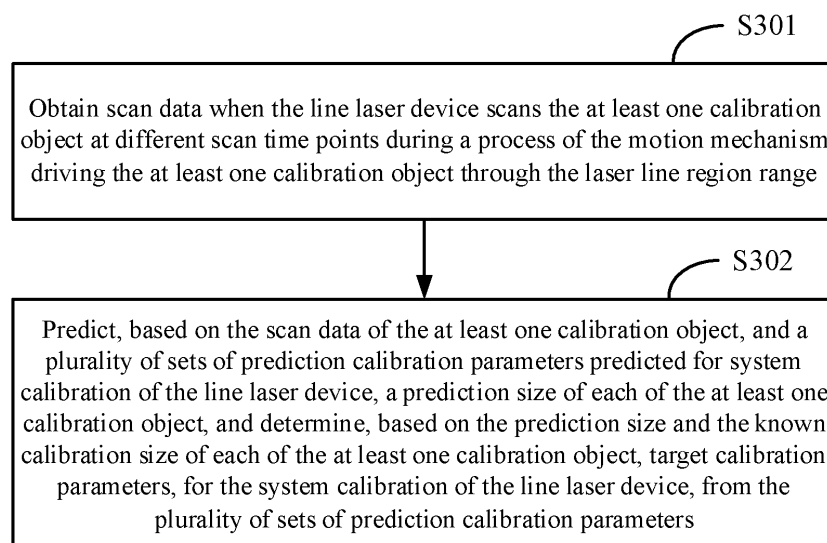 S301
Obtain scan data when the line laser device scans the at least one calibration
object at different scan time points during a process of the motion mechanism
driving the at least one calibration object through the laser line region range
S302
Predict, based on the scan data of the at least one calibration object, and a
plurality of sets of prediction calibration parameters predicted for system
calibration of the line laser device, a prediction size of each of the at least one
calibration object, and determine, based on the prediction size and the known
calibration size of each of the at least one calibration object, target calibration
parameters, for the system calibration of the line laser device, from the
plurality of sets of prediction calibration parameters